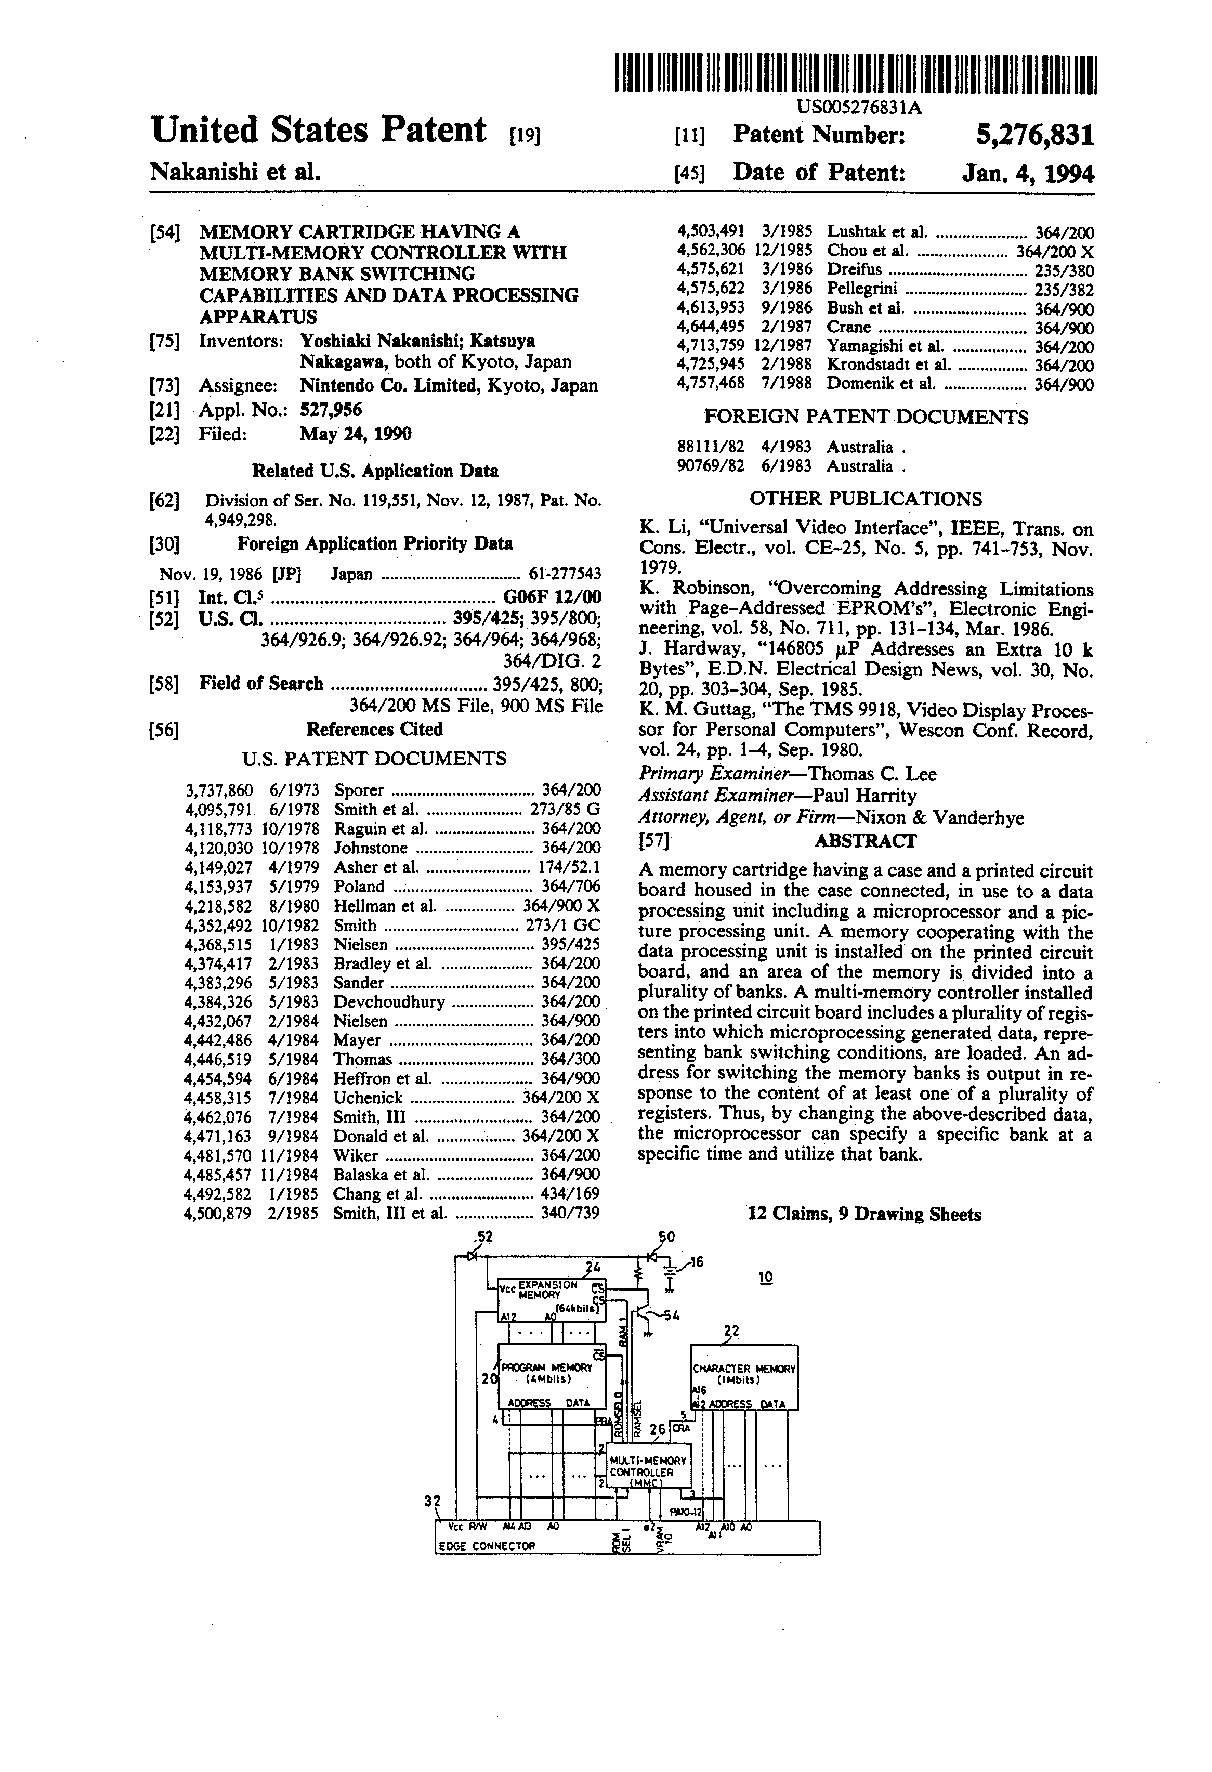 US005276831A
United States Patent [19]
Nakanishi et al.
[11] Patent Number: 5,276,831
[45] Date of Patent: Jan. 4, 1994
[54] MEMORY CARTRIDGE HAVING A
MULTI-MEMORY CONTROLLER WITH
MEMORY BANK SWITCHING
CAPABILITIES AND DATA PROCESSING
APPARATUS
[75] Inventors: Yoshiaki Nakanishi; Katsuya
Nakagawa, both of Kyoto, Japan
[73] Assignee: Nintendo Co. Limited, Kyoto, Japan
[21] Appl. No.: 527,956
[22] Filed: May 24, 1990
Related U.S. Application Data
[62] Division of Ser. No. 119,551, Nov. 12, 1987, Pat. No.
4,949,298.
[30] Foreign Application Priority Data
Nov. 19, 1986 [JP] Japan ................................ 61-277543
[51] Int. Cl.⁵ ............................................. G06F 12/00
[52] U.S. Cl. ................................... 395/425; 395/800;
364/926.9; 364/926.92; 364/964; 364/968;
364/DIG. 2
[58] Field of Search ............................... 395/425, 800;
364/200 MS File, 900 MS File
[56] References Cited
U.S. PATENT DOCUMENTS
3,737,860 6/1973 Sporer ................................. 364/200
4,095,791 6/1978 Smith et al. ...................... 273/85 G
4,118,773 10/1978 Raguin et al. ....................... 364/200
4,120,030 10/1978 Johnstone ........................... 364/200
4,149,027 4/1979 Asher et al. ........................ 174/52.1
4,153,937 5/1979 Poland ................................ 364/706
4,218,582 8/1980 Hellman et al. ................ 364/900 X
4,352,492 10/1982 Smith ............................... 273/1 GC
4,368,515 1/1983 Nielsen ................................ 395/425
4,374,417 2/1983 Bradley et al. ..................... 364/200
4,383,296 5/1983 Sander ................................. 364/200
4,384,326 5/1983 Devchoudhury ................... 364/200
4,432,067 2/1984 Nielsen ................................ 364/900
4,442,486 4/1984 Mayer ................................. 364/200
4,446,519 5/1984 Thomas ............................... 364/300
4,454,594 6/1984 Heffron et al. ..................... 364/900
4,458,315 7/1984 Uchenick ........................ 364/200 X
4,462,076 7/1984 Smith, III ........................... 364/200
4,471,163 9/1984 Donald et al. .................. 364/200 X
4,481,570 11/1984 Wiker .................................. 364/200
4,485,457 11/1984 Balaska et al. ...................... 364/900
4,492,582 1/1985 Chang et al. ........................ 434/169
4,500,879 2/1985 Smith, III et al. .................. 340/739
4,503,491 3/1985 Lushtak et al. ..................... 364/200
4,562,306 12/1985 Chou et al. ..................... 364/200 X
4,575,621 3/1986 Dreifus ................................ 235/380
4,575,622 3/1986 Pellegrini ............................ 235/382
4,613,953 9/1986 Bush et al. .......................... 364/900
4,644,495 2/1987 Crane .................................. 364/900
4,713,759 12/1987 Yamagishi et al. ................. 364/200
4,725,945 2/1988 Krondstadt et al. ................ 364/200
4,757,468 7/1988 Domenik et al. ................... 364/900
FOREIGN PATENT DOCUMENTS
88111/82 4/1983 Australia .
90769/82 6/1983 Australia .
OTHER PUBLICATIONS
K. Li, “Universal Video Interface”, IEEE, Trans. on
Cons. Electr., vol. CE-25, No. 5, pp. 741-753, Nov.
1979.
K. Robinson, “Overcoming Addressing Limitations
with Page-Addressed EPROM's”, Electronic Engi-
neering, vol. 58, No. 711, pp. 131-134, Mar. 1986.
J. Hardway, “146805 μP Addresses an Extra 10 k
Bytes”, E.D.N. Electrical Design News, vol. 30, No.
20, pp. 303-304, Sep. 1985.
K. M. Guttag, “The TMS 9918, Video Display Proces-
sor for Personal Computers”, Wescon Conf. Record,
vol. 24, pp. 1-4, Sep. 1980.
Primary Examiner—Thomas C. Lee
Assistant Examiner—Paul Harrity
Attorney, Agent, or Firm—Nixon & Vanderhye
[57] ABSTRACT
A memory cartridge having a case and a printed circuit
board housed in the case connected, in use to a data
processing unit including a microprocessor and a pic-
ture processing unit. A memory cooperating with the
data processing unit is installed on the printed circuit
board, and an area of the memory is divided into a
plurality of banks. A multi-memory controller installed
on the printed circuit board includes a plurality of regis-
ters into which microprocessing generated data, repre-
senting bank switching conditions, are loaded. An ad-
dress for switching the memory banks is output in re-
sponse to the content of at least one of a plurality of
registers. Thus, by changing the above-described data,
the microprocessor can specify a specific bank at a
specific time and utilize that bank.
12 Claims, 9 Drawing Sheets
52 50
16
10
24
Vcc EXPANSION CS
MEMORY CS
(64kbits)
A12 A0
54
RAM 1
22
PROGRAM MEMORY
20 (4Mbits)
ADDRESS DATA
CHARACTER MEMORY
(1Mbits)
A16
A12 ADDRESS DATA
4 PRA ROMSEL0 RAMSEL 5
26 CRA
2
MULTI-MEMORY
CONTROLLER
2 (MMC) 3
PA10-12
32
Vcc R/W A14 A13 A0 ROM SEL1 ø2 VRAM A12 A11 A10 A0
EDGE CONNECTOR